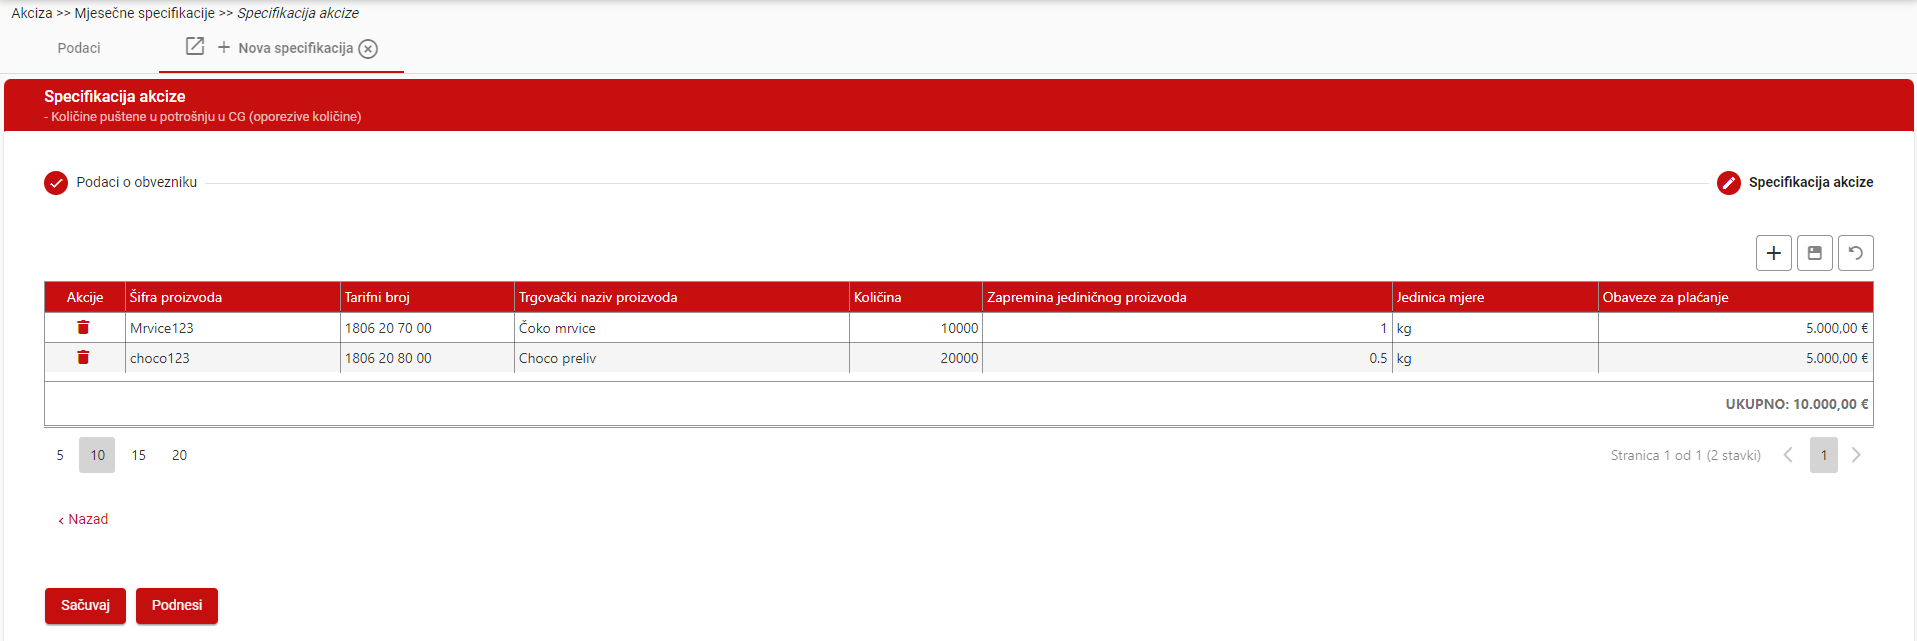 Akciza >> Mjesečne specifikacije >> Specifikacija akcize
Podaci
+ Nova specifikacija
Specifikacija akcize
- Količine puštene u potrošnju u CG (oporezive količine)
Podaci o obvezniku
Specifikacija akcize
Akcije Šifra proizvoda Tarifni broj Trgovački naziv proizvoda Količina Zapremina jediničnog proizvoda Jedinica mjere Obaveze za plaćanje
Mrvice123 1806 20 70 00 Čoko mrvice 10000 1 kg 5.000,00 €
choco123 1806 20 80 00 Choco preliv 20000 0.5 kg 5.000,00 €
UKUPNO: 10.000,00 €
5 10 15 20 Stranica 1 od 1 (2 stavki) 1
‹ Nazad
Sačuvaj Podnesi